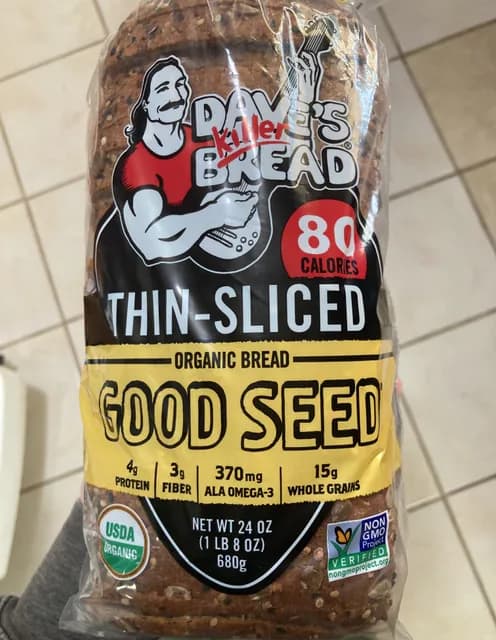 DAVE'S
killer
BREAD®
80
CALORIES
THIN-SLICED
ORGANIC BREAD
GOOD SEED
4g PROTEIN
3g FIBER
370mg ALA OMEGA-3
15g WHOLE GRAINS
NET WT 24 OZ
(1 LB 8 OZ)
680g
USDA
ORGANIC
NON
GMO
Project
VERIFIED
nongmoproject.org